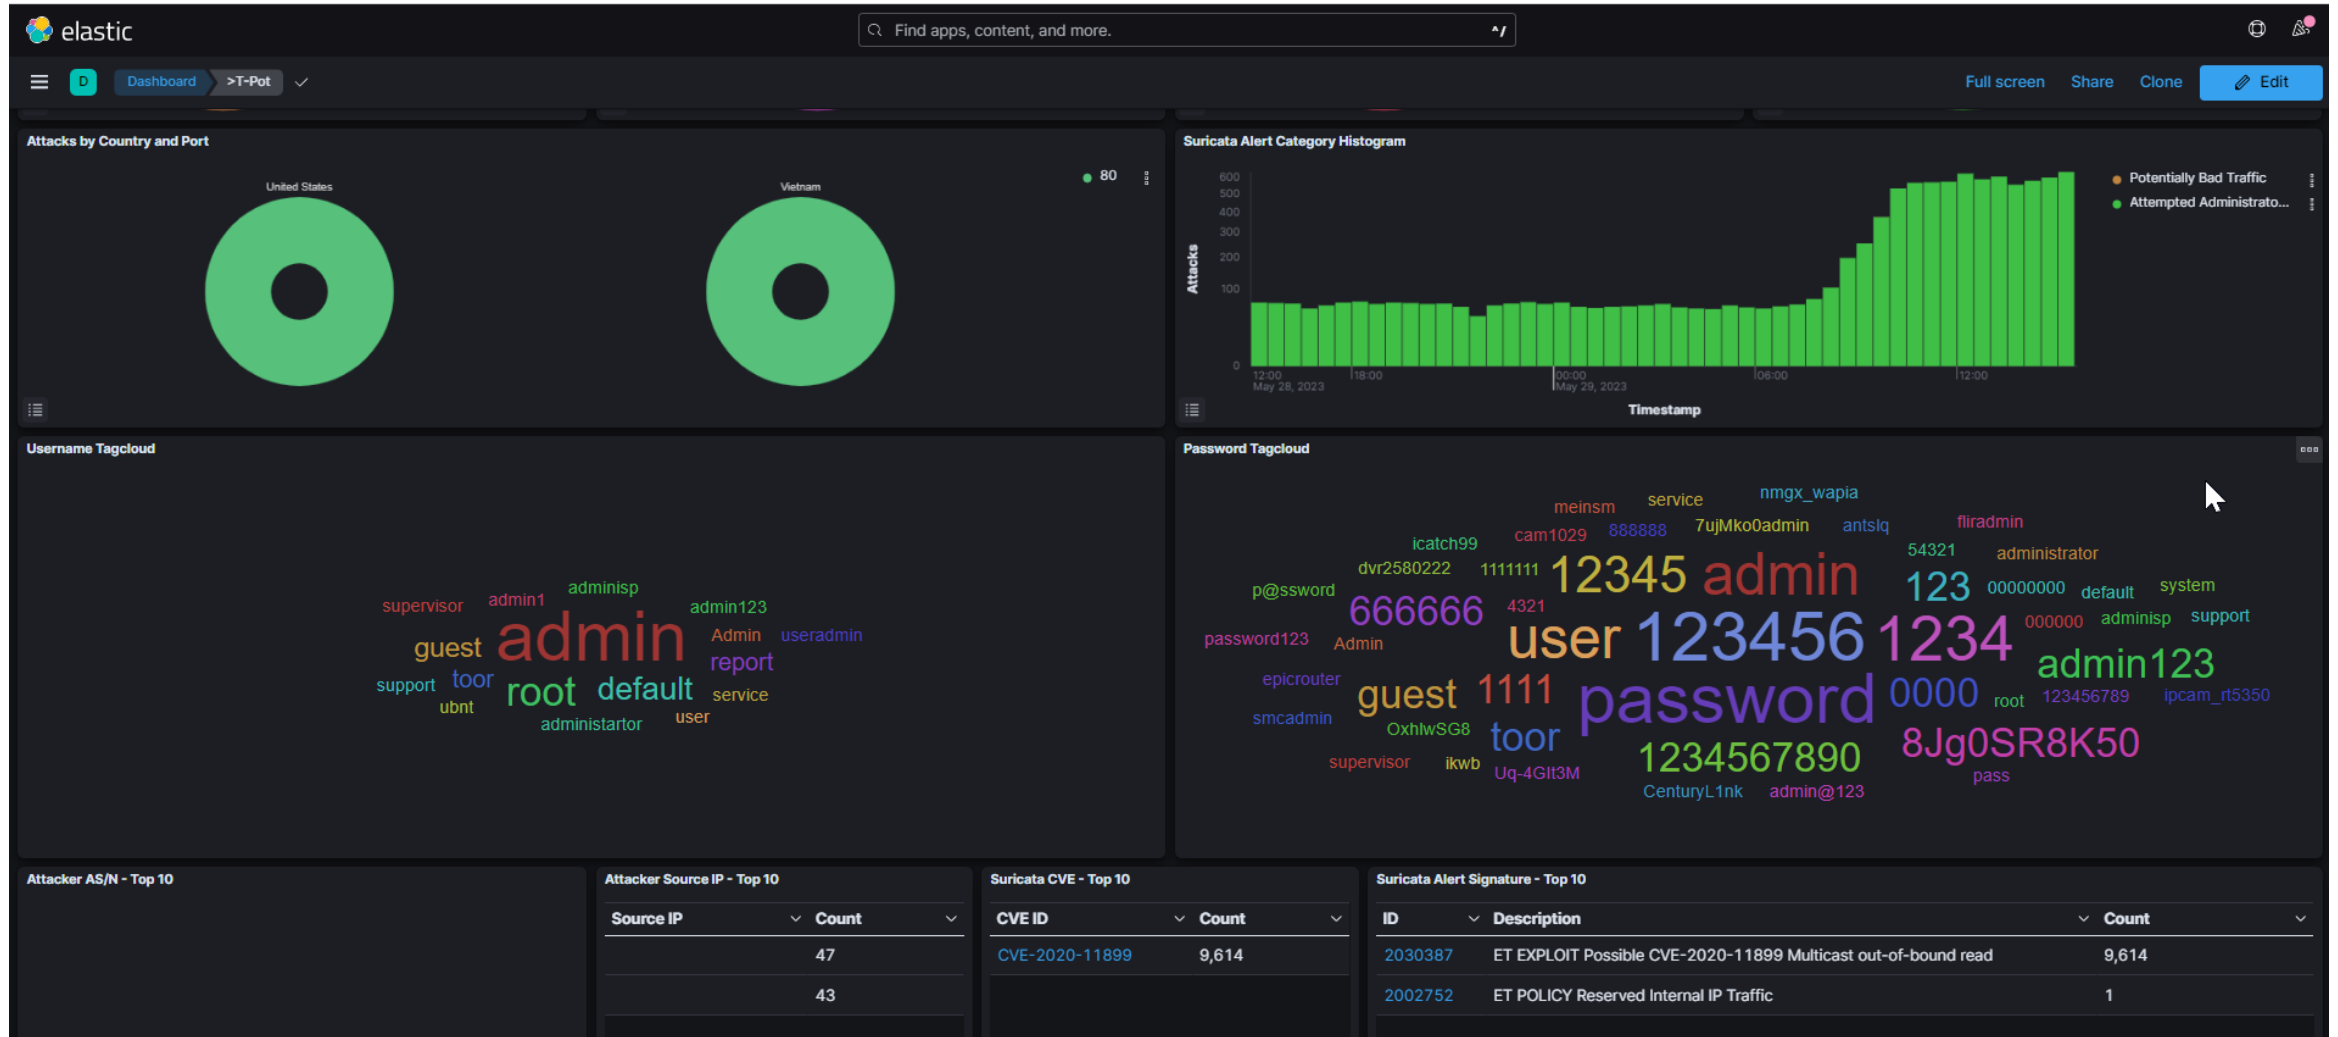 elastic
Find apps, content, and more.
^/
D
Dashboard
>T-Pot
Full screen
Share
Clone
Edit
Attacks by Country and Port
United States
Vietnam
80
Suricata Alert Category Histogram
600
500
400
300
200
100
0
Attacks
12:00
May 28, 2023
18:00
00:00
May 29, 2023
06:00
12:00
Timestamp
Potentially Bad Traffic
Attempted Administrato...
Username Tagcloud
adminisp
supervisor
admin1
admin123
admin
Admin
useradmin
guest
report
support
toor
root
default
service
ubnt
user
administartor
Password Tagcloud
nmgx_wapia
service
meinsm
fliradmin
cam1029
888888
7ujMko0admin
antslq
icatch99
54321
administrator
dvr2580222
1111111
12345
admin
123
00000000
default
system
p@ssword
666666
4321
password123
Admin
user
123456
1234
000000
adminisp
support
admin123
epicrouter
guest
1111
password
0000
root
123456789
ipcam_rt5350
smcadmin
OxhlwSG8
toor
8Jg0SR8K50
supervisor
ikwb
Uq-4GIt3M
1234567890
pass
CenturyL1nk
admin@123
Attacker AS/N - Top 10
Attacker Source IP - Top 10
Source IP
Count
47
43
Suricata CVE - Top 10
CVE ID
Count
CVE-2020-11899
9,614
Suricata Alert Signature - Top 10
ID
Description
Count
2030387
ET EXPLOIT Possible CVE-2020-11899 Multicast out-of-bound read
9,614
2002752
ET POLICY Reserved Internal IP Traffic
1